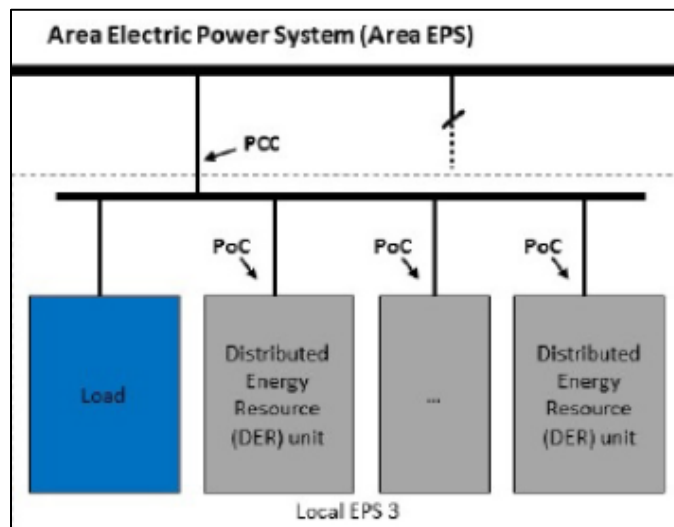 Area Electric Power System (Area EPS)
PCC
PoC
PoC
PoC
Load
Distributed
Energy
Resource
(DER) unit
...
Distributed
Energy
Resource
(DER) unit
Local EPS 3